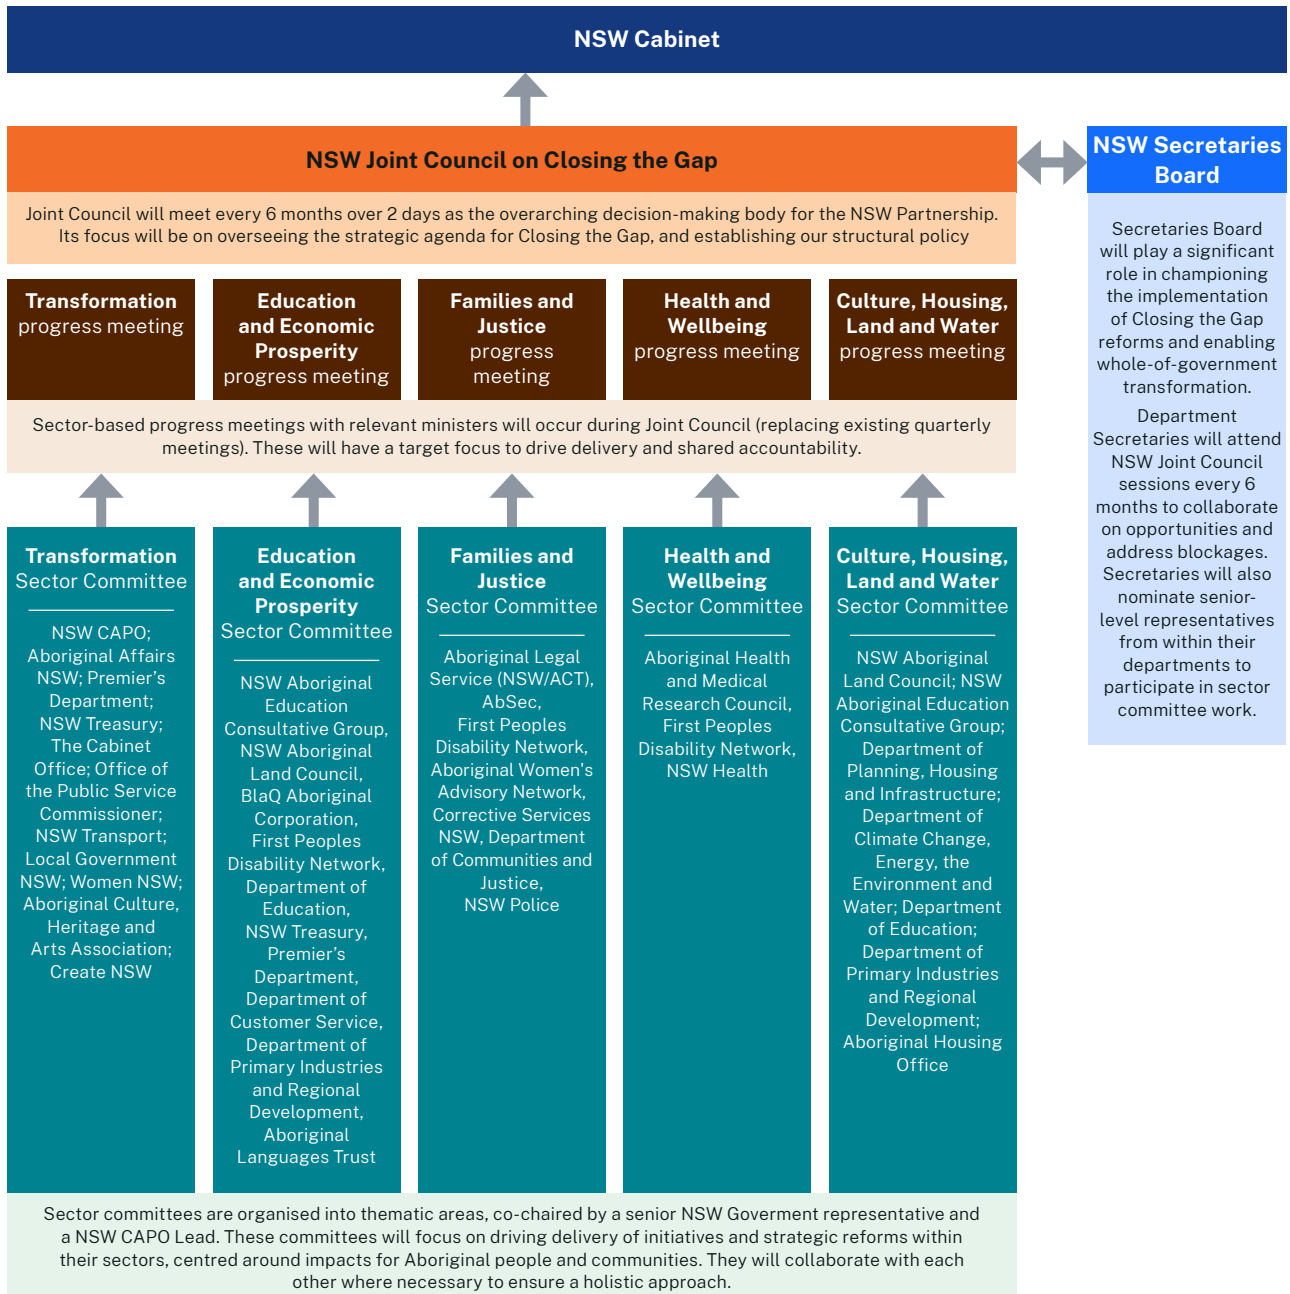 NSW Cabinet
NSW Joint Council on Closing the Gap
Joint Council will meet every 6 months over 2 days as the overarching decision-making body for the NSW Partnership.
Its focus will be on overseeing the strategic agenda for Closing the Gap, and establishing our structural policy
NSW Secretaries
Board
Secretaries Board
will play a significant
role in championing
the implementation
of Closing the Gap
reforms and enabling
whole-of-government
transformation.
Department
Secretaries will attend
NSW Joint Council
sessions every 6
months to collaborate
on opportunities and
address blockages.
Secretaries will also
nominate senior-
level representatives
from within their
departments to
participate in sector
committee work.
Transformation
progress meeting
Education
and Economic
Prosperity
progress meeting
Families and
Justice
progress
meeting
Health and
Wellbeing
progress meeting
Culture, Housing,
Land and Water
progress meeting
Sector-based progress meetings with relevant ministers will occur during Joint Council (replacing existing quarterly
meetings). These will have a target focus to drive delivery and shared accountability.
Transformation
Sector Committee
NSW CAPO;
Aboriginal Affairs
NSW; Premier's
Department;
NSW Treasury;
The Cabinet
Office; Office of
the Public Service
Commissioner;
NSW Transport;
Local Government
NSW; Women NSW;
Aboriginal Culture,
Heritage and
Arts Association;
Create NSW
Education
and Economic
Prosperity
Sector Committee
NSW Aboriginal
Education
Consultative Group,
NSW Aboriginal
Land Council,
BlaQ Aboriginal
Corporation,
First Peoples
Disability Network,
Department of
Education,
NSW Treasury,
Premier's
Department,
Department of
Customer Service,
Department of
Primary Industries
and Regional
Development,
Aboriginal
Languages Trust
Families and
Justice
Sector Committee
Aboriginal Legal
Service (NSW/ACT),
AbSec,
First Peoples
Disability Network,
Aboriginal Women's
Advisory Network,
Corrective Services
NSW, Department
of Communities and
Justice,
NSW Police
Health and
Wellbeing
Sector Committee
Aboriginal Health
and Medical
Research Council,
First Peoples
Disability Network,
NSW Health
Culture, Housing,
Land and Water
Sector Committee
NSW Aboriginal
Land Council; NSW
Aboriginal Education
Consultative Group;
Department of
Planning, Housing
and Infrastructure;
Department of
Climate Change,
Energy, the
Environment and
Water; Department
of Education;
Department of
Primary Industries
and Regional
Development;
Aboriginal Housing
Office
Sector committees are organised into thematic areas, co-chaired by a senior NSW Goverment representative and
a NSW CAPO Lead. These committees will focus on driving delivery of initiatives and strategic reforms within
their sectors, centred around impacts for Aboriginal people and communities. They will collaborate with each
other where necessary to ensure a holistic approach.